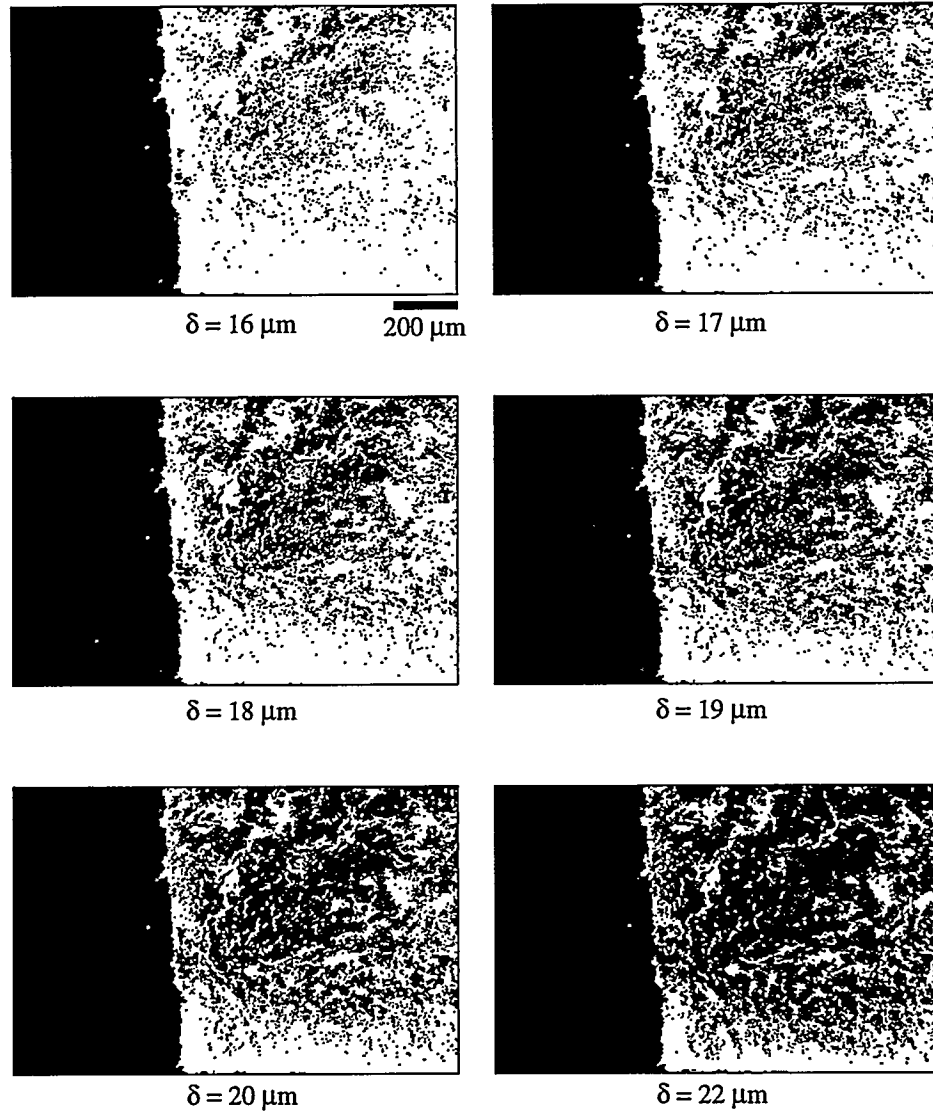 δ = 16 μm
200 μm
δ = 17 μm
δ = 18 μm
δ = 19 μm
δ = 20 μm
δ = 22 μm